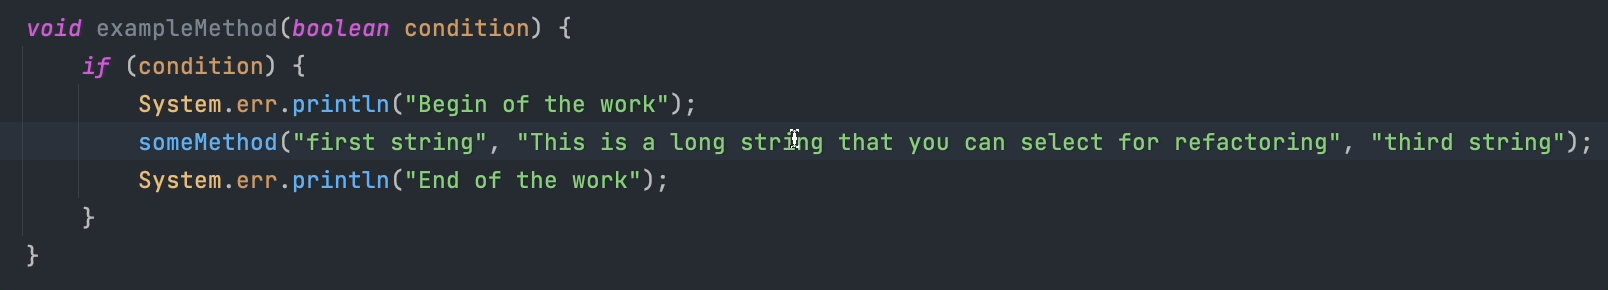 void exampleMethod(boolean condition) {
    if (condition) {
        System.err.println("Begin of the work");
        someMethod("first string", "This is a long string that you can select for refactoring", "third string");
        System.err.println("End of the work");
    }
}